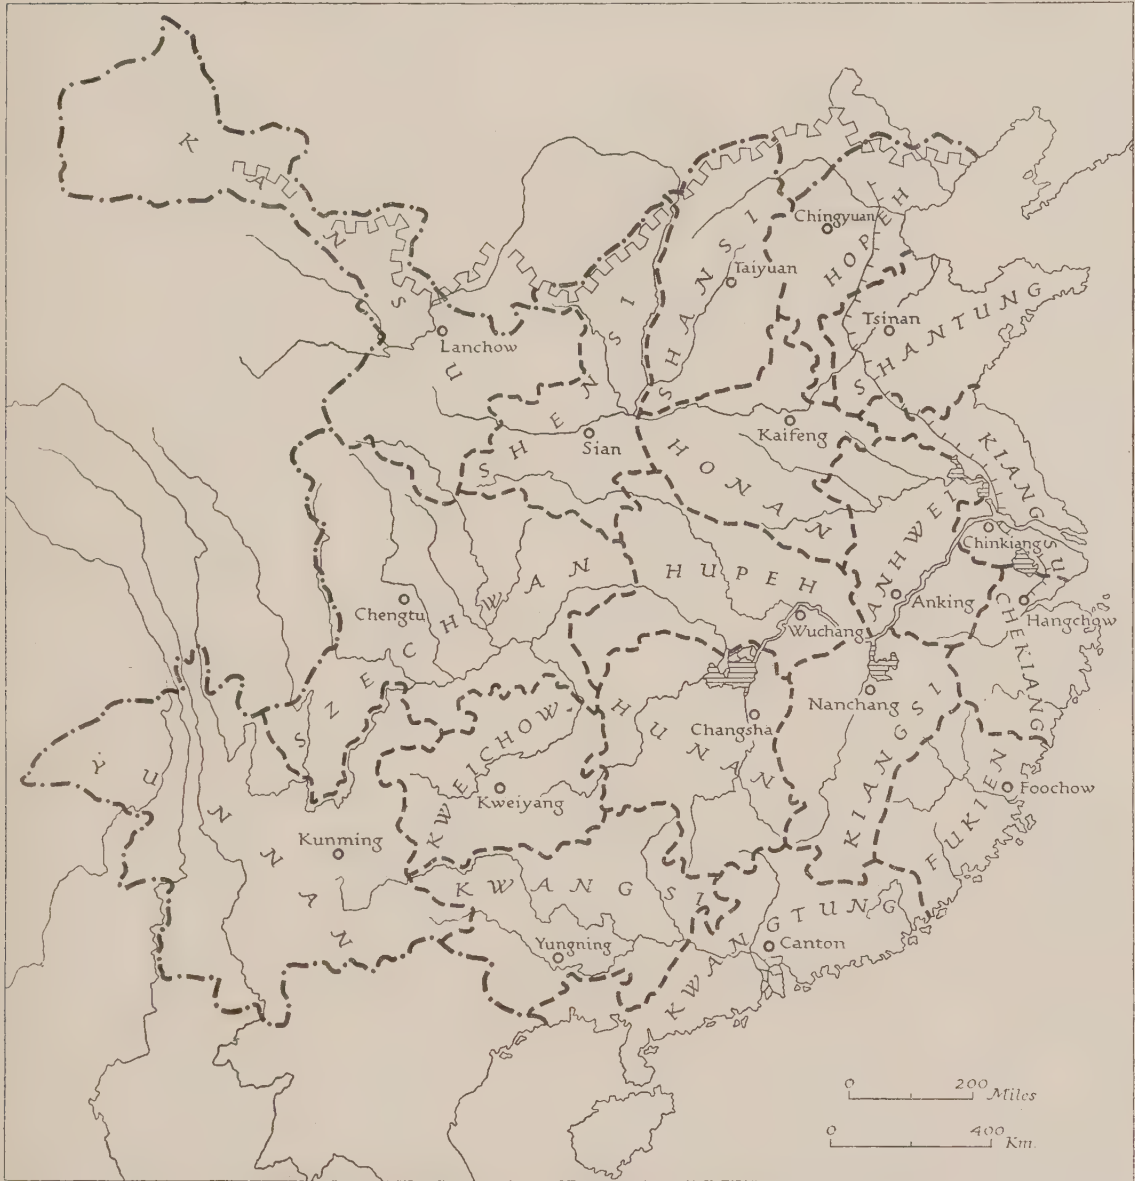 KANSU
SHENSI
SHANSI
HOPEH
SHANTUNG
Chingyuan
Taiyuan
Tsinan
Lanchow
Sian
Kaifeng
HONAN
KIANGSU
ANHWEI
Chinkiang
SZECHWAN
HUPEH
Chengtu
Anking
Hangchow
Wuchang
CHEKIANG
Nanchang
Changsha
KWEICHOW
HUNAN
KIANGSI
YUNNAN
Kweiyang
Foochow
FUKIEN
Kunming
KWANGSI
KWANGTUNG
Yungning
Canton
0 200 Miles
0 400 Km.